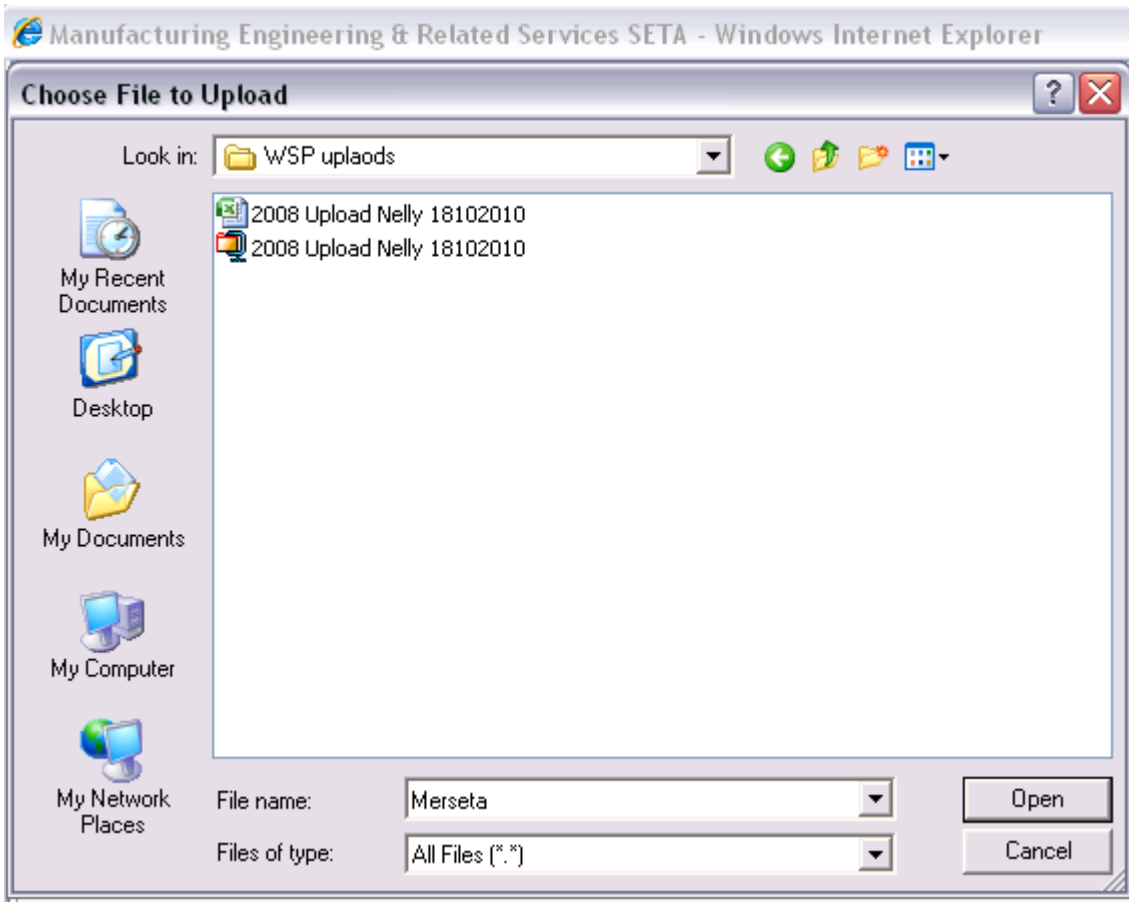 Manufacturing Engineering & Related Services SETA - Windows Internet Explorer
Choose File to Upload
?
Look in:
WSP uplaods
2008 Upload Nelly 18102010
2008 Upload Nelly 18102010
My Recent
Documents
Desktop
My Documents
My Computer
My Network
Places
File name:
Merseta
Open
Files of type:
All Files (*.*)
Cancel